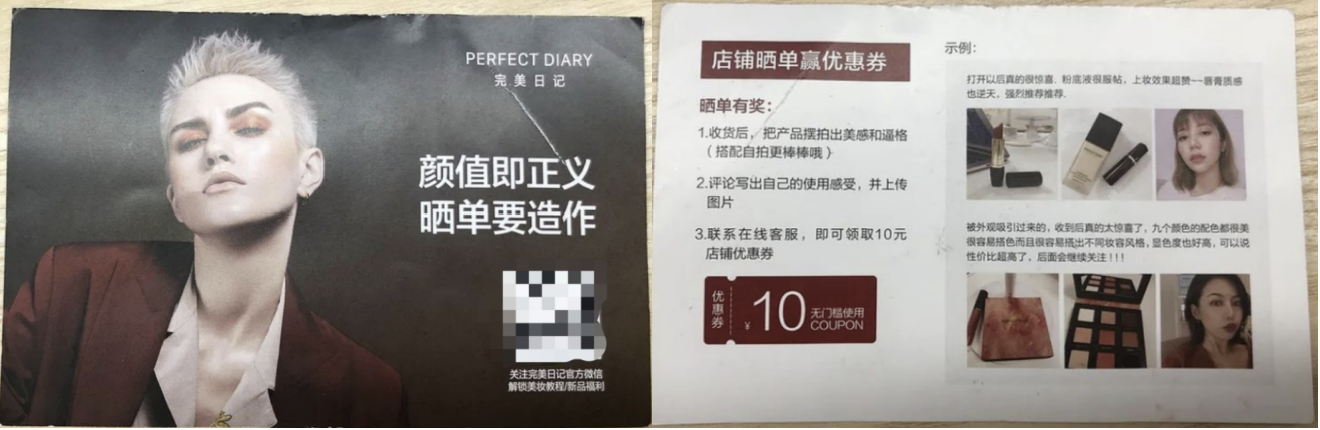 PERFECT DIARY
完美日记
颜值即正义
晒单要造作
关注完美日记官方微信
解锁美妆教程/新品福利
店铺晒单赢优惠券
晒单有奖：
1.收货后，把产品摆拍出美感和逼格
（搭配自拍更棒棒哦）
2.评论写出自己的使用感受，并上传
图片
3.联系在线客服，即可领取10元
店铺优惠券
优惠券
¥10
无门槛使用
COUPON
示例：
打开以后真的很惊喜. 粉底液很服帖，上妆效果超赞~~唇膏质感
也逆天，强烈推荐推荐.
被外观吸引过来的，收到后真的太惊喜了，九个颜色的配色都很美
很容易搭色而且很容易搭出不同妆容风格，显色度也好高，可以说
性价比超高了，后面会继续关注！！！